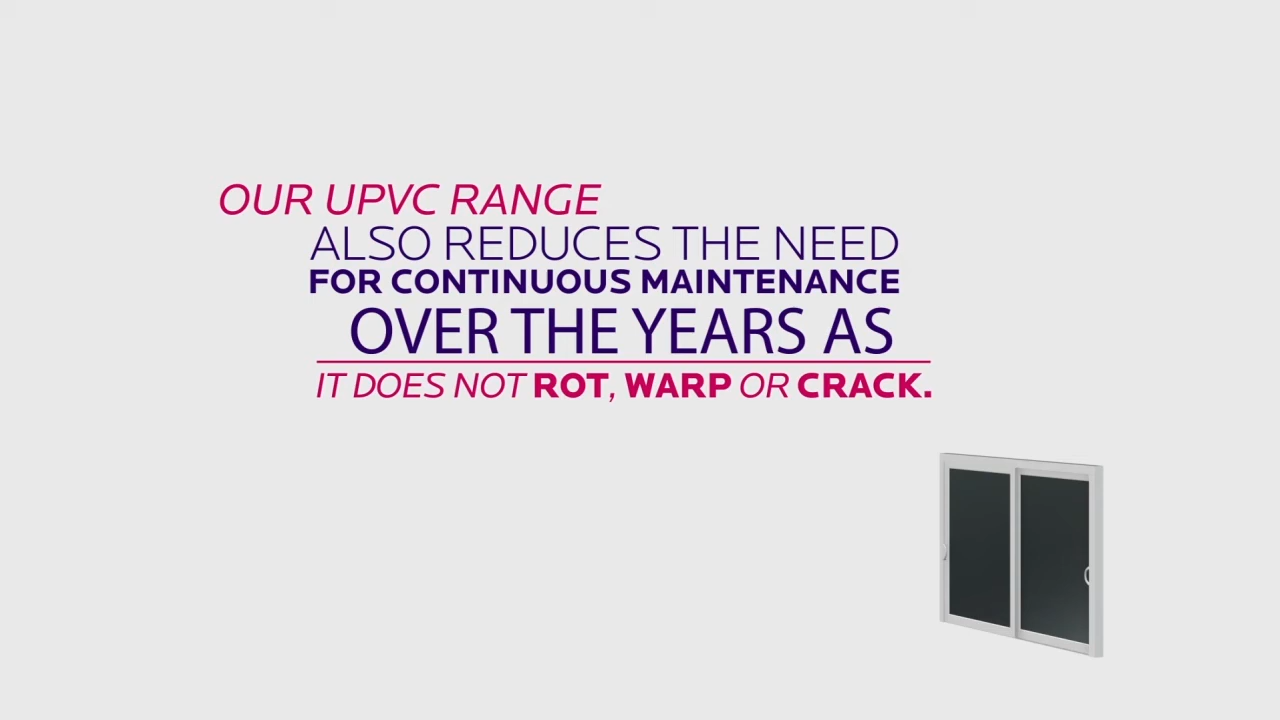 OUR UPVC RANGE
ALSO REDUCES THE NEED
FOR CONTINUOUS MAINTENANCE
OVER THE YEARS AS
IT DOES NOT ROT, WARP OR CRACK.